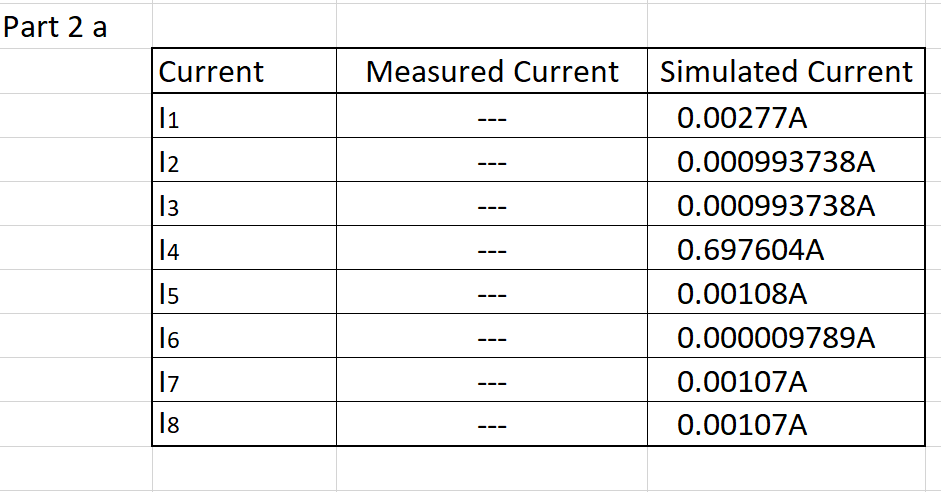 Part 2 a
Current Measured Current Simulated Current
I1 --- 0.00277A
I2 --- 0.000993738A
I3 --- 0.000993738A
I4 --- 0.697604A
I5 --- 0.00108A
I6 --- 0.000009789A
I7 --- 0.00107A
I8 --- 0.00107A